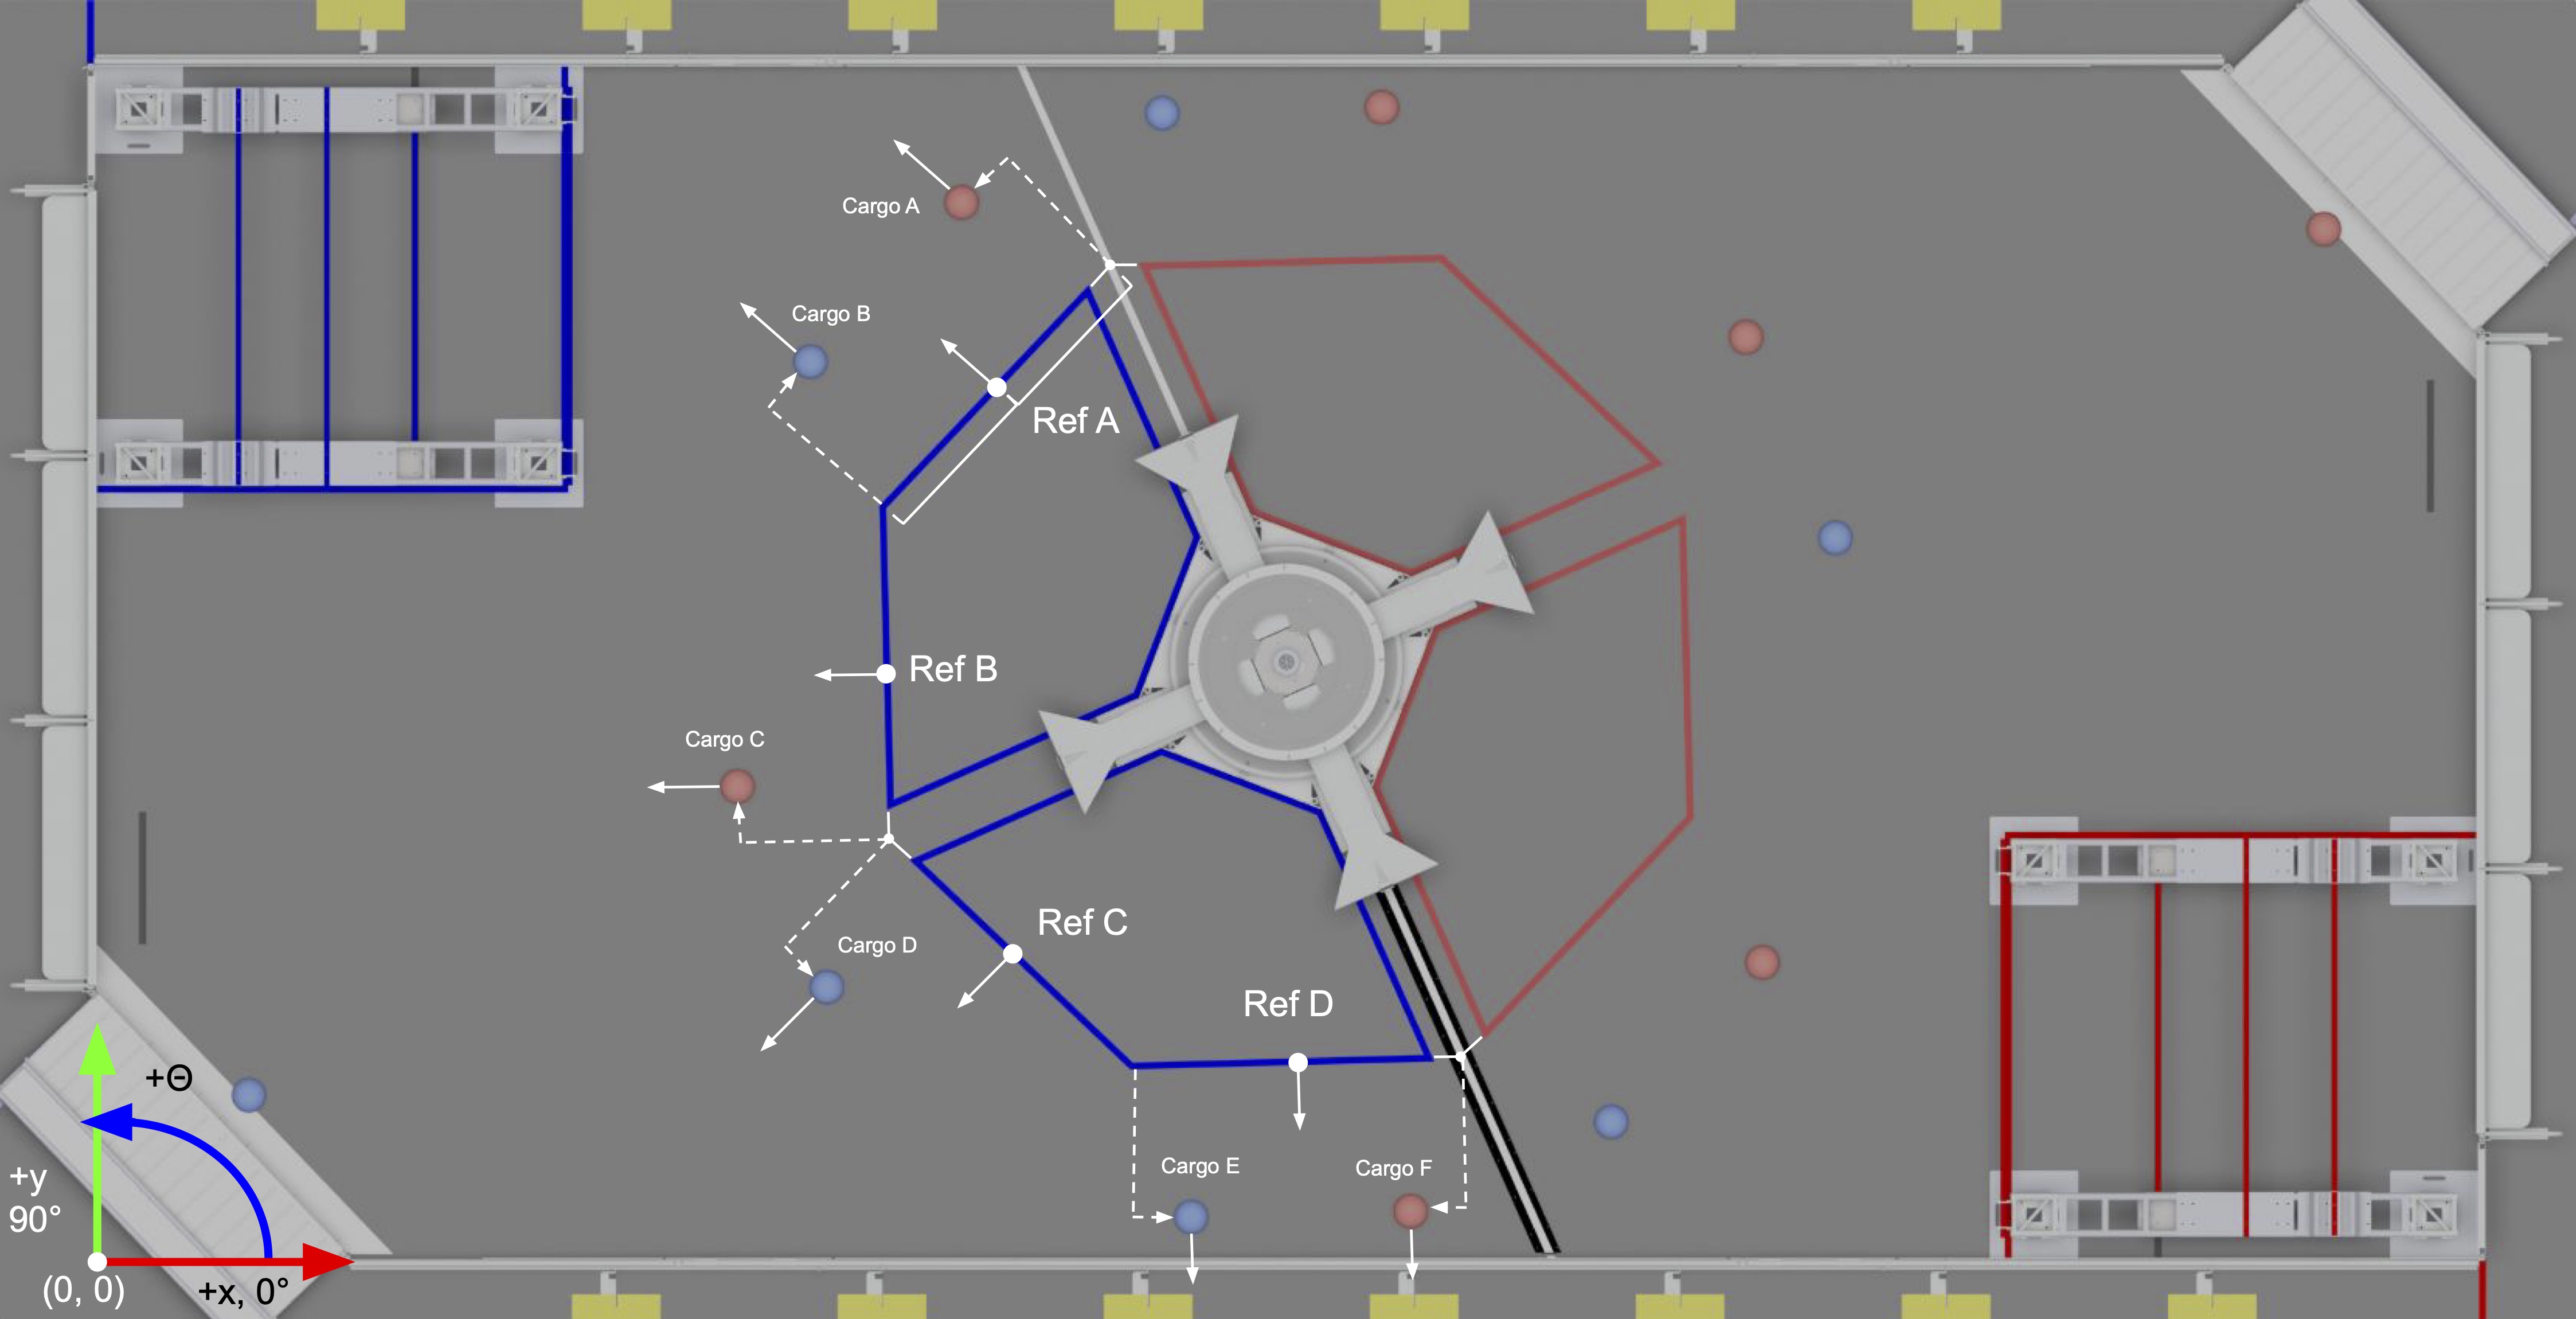 Cargo A
Cargo B
Ref A
Ref B
Cargo C
Ref C
Cargo D
Ref D
+Θ
Cargo E
Cargo F
+y
90°
(0, 0)
+x, 0°